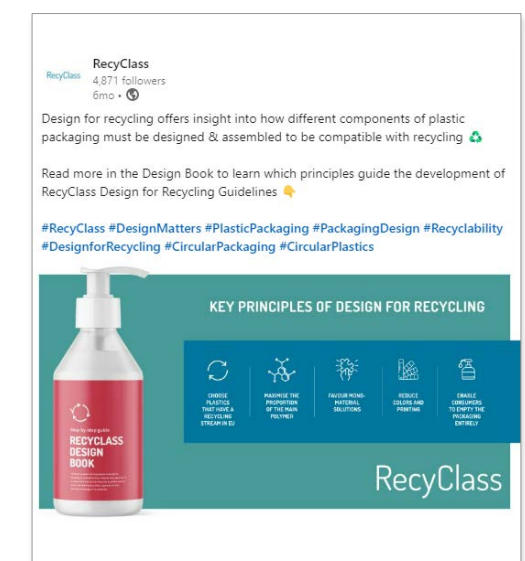 RecyClass
RecyClass
4,871 followers
6mo •
Design for recycling offers insight into how different components of plastic
packaging must be designed & assembled to be compatible with recycling
Read more in the Design Book to learn which principles guide the development of
RecyClass Design for Recycling Guidelines
#RecyClass #DesignMatters #PlasticPackaging #PackagingDesign #Recyclability
#DesignforRecycling #CircularPackaging #CircularPlastics
KEY PRINCIPLES OF DESIGN FOR RECYCLING
CHOOSE
PLASTICS
THAT HAVE A
RECYCLING
STREAM IN EU
MAXIMISE THE
PROPORTION
OF THE MAIN
POLYMER
FAVOUR MONO-
MATERIAL
SOLUTIONS
REDUCE
COLORS AND
PRINTING
ENABLE
CONSUMERS
TO EMPTY THE
PACKAGING
ENTIRELY
Step-by-step guide
RECYCLASS
DESIGN
BOOK
RecyClass